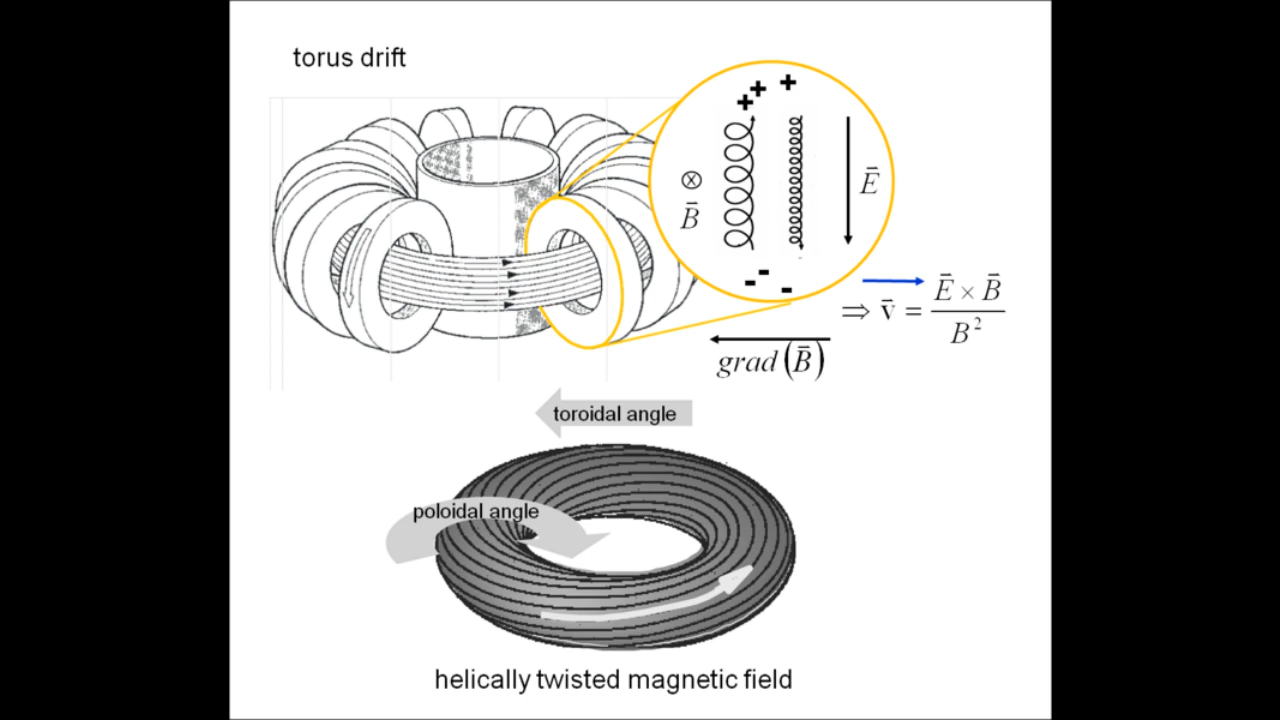 torus drift
+ + +
⊗
B⃗
E⃗
- - -
⇒ v⃗ = E⃗ × B⃗ / B²
grad (B⃗)
toroidal angle
poloidal angle
helically twisted magnetic field